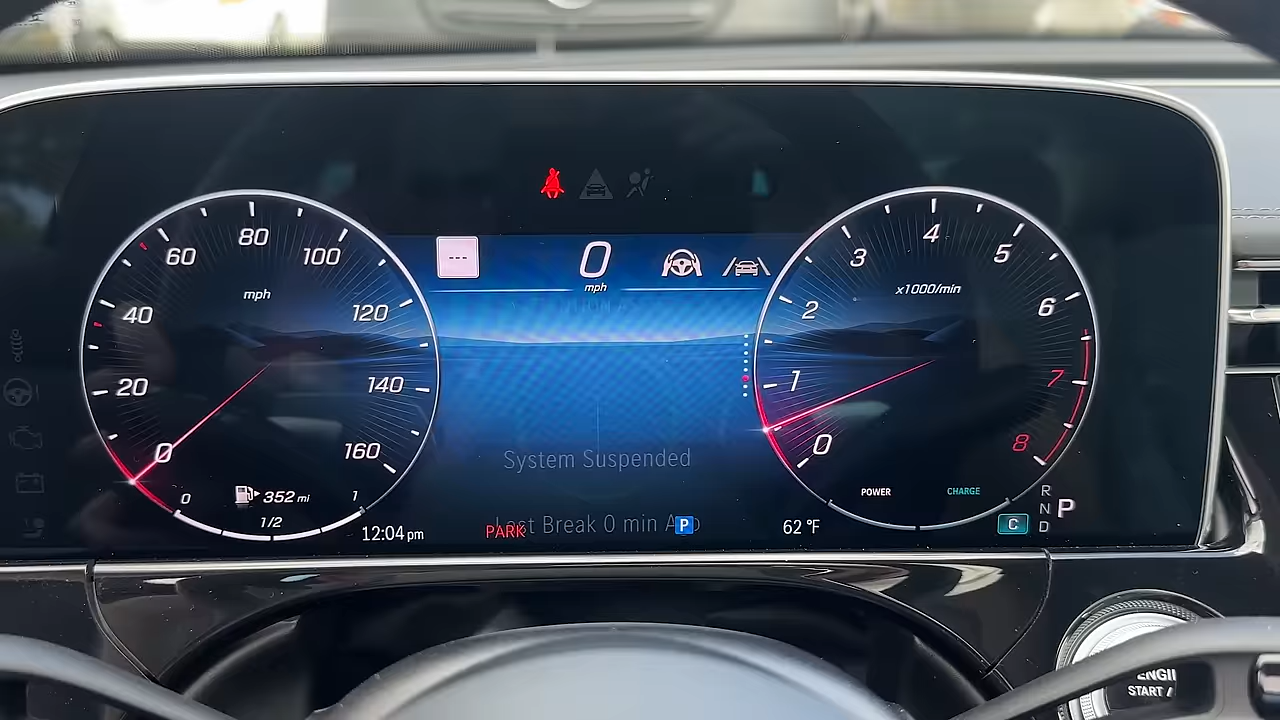 60 80 100
mph
40 120
20 140
0 160
0 352 mi 1
1/2
12:04 pm
---
0
mph
System Suspended
Last Break 0 min Ago
PARK P
62 °F
4
3 5
x1000/min
2 6
1 7
0 8
POWER CHARGE
C
R
N P
D
START /